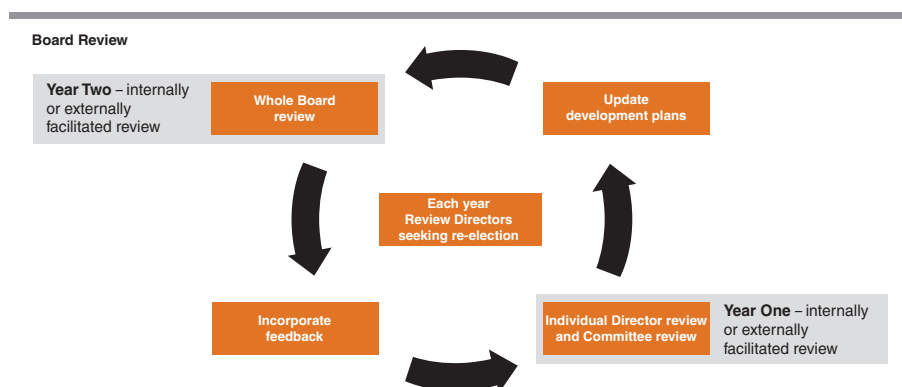 Board Review
Year Two – internally
or externally
facilitated review
Whole Board
review
Update
development plans
Each year
Review Directors
seeking re-election
Incorporate
feedback
Individual Director review
and Committee review
Year One – internally
or externally
facilitated review